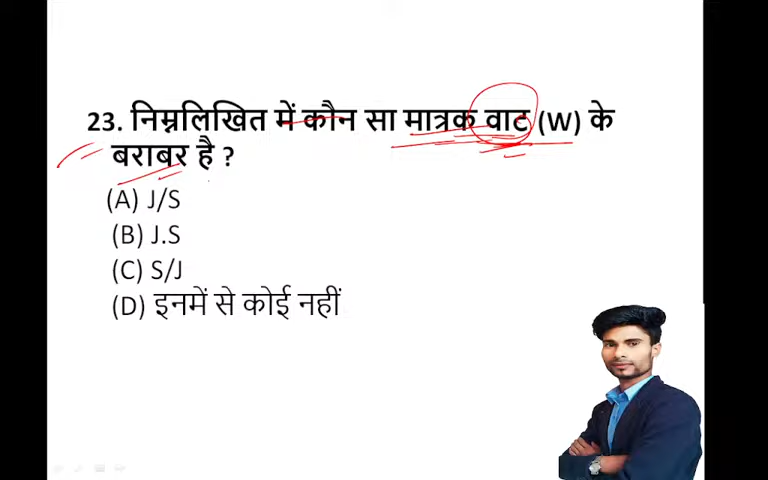 23. निम्नलिखित में कौन सा मात्रक वाट (W) के
बराबर है ?
(A) J/S
(B) J.S
(C) S/J
(D) इनमें से कोई नहीं